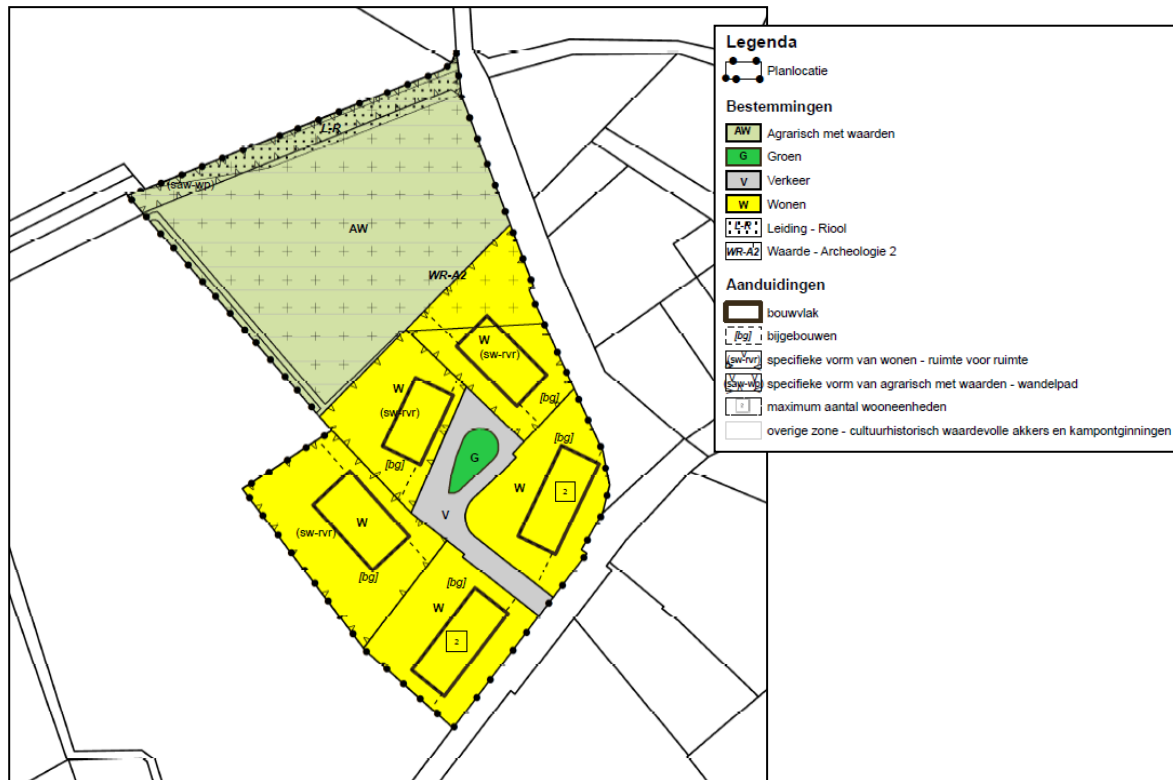 L-R
(saw-wp)
AW
WR-A2
W
(sw-rvr)
W
(sw-rvr)
[bg]
[bg]
G
[bg]
W
2
V
W
(sw-rvr)
[bg]
[bg]
W
2
Legenda
Planlocatie
Bestemmingen
AW Agrarisch met waarden
G Groen
V Verkeer
W Wonen
L-R Leiding - Riool
WR-A2 Waarde - Archeologie 2
Aanduidingen
bouwvlak
[bg] bijgebouwen
(sw-rvr) specifieke vorm van wonen - ruimte voor ruimte
(saw-wp) specifieke vorm van agrarisch met waarden - wandelpad
2 maximum aantal wooneenheden
overige zone - cultuurhistorisch waardevolle akkers en kampontginningen